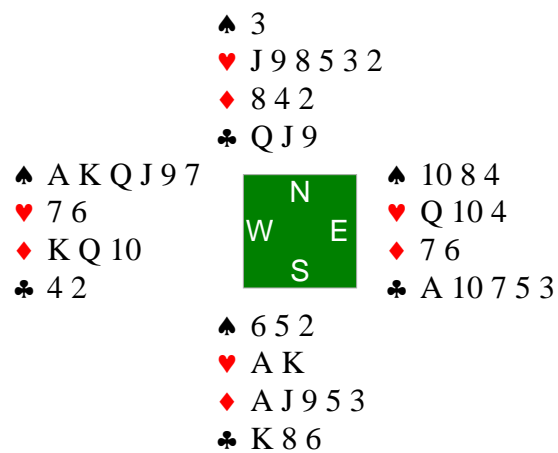 ♠ 3
♥ J 9 8 5 3 2
♦ 8 4 2
♣ Q J 9
♠ A K Q J 9 7
♥ 7 6
♦ K Q 10
♣ 4 2
N
W E
S
♠ 10 8 4
♥ Q 10 4
♦ 7 6
♣ A 10 7 5 3
♠ 6 5 2
♥ A K
♦ A J 9 5 3
♣ K 8 6